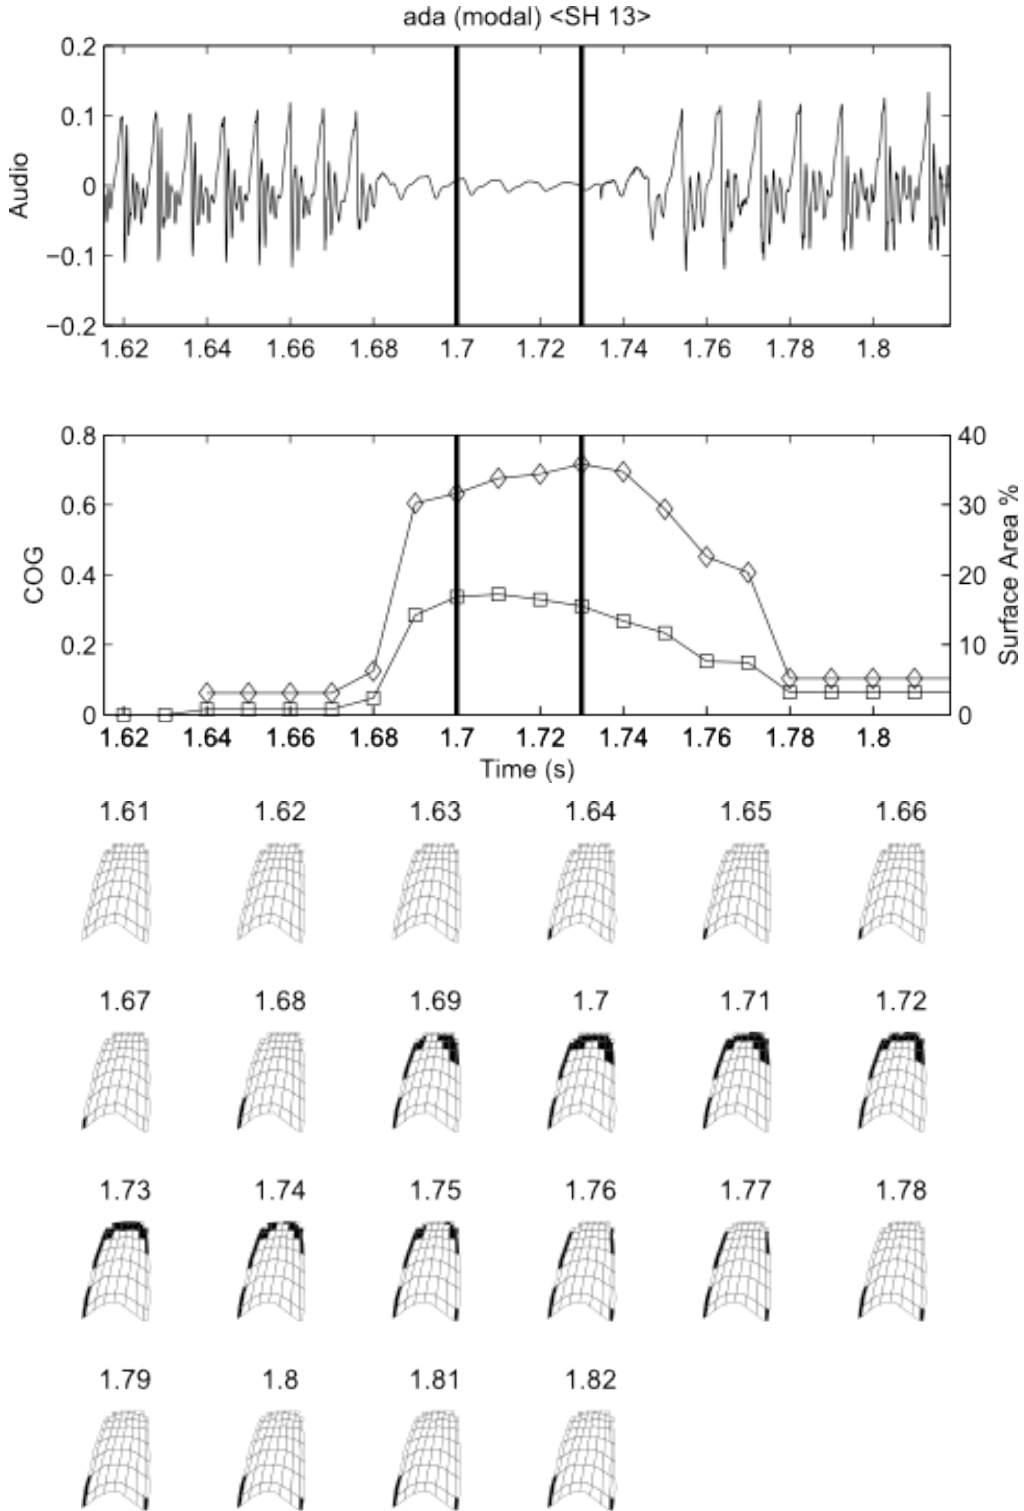 ada (modal) <SH 13>
0.2
0.1
0
−0.1
−0.2
Audio
1.62 1.64 1.66 1.68 1.7 1.72 1.74 1.76 1.78 1.8
0.8 40
0.6 30
0.4 20
0.2 10
0 0
COG
Surface Area %
1.62 1.64 1.66 1.68 1.7 1.72 1.74 1.76 1.78 1.8
Time (s)
1.61 1.62 1.63 1.64 1.65 1.66
1.67 1.68 1.69 1.7 1.71 1.72
1.73 1.74 1.75 1.76 1.77 1.78
1.79 1.8 1.81 1.82